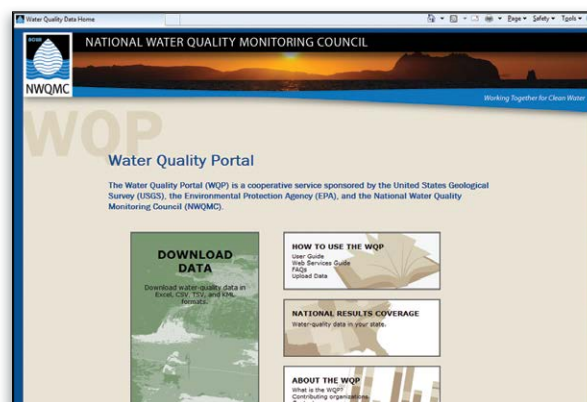 Water Quality Data Home
Page Safety Tools
NATIONAL WATER QUALITY MONITORING COUNCIL
NWQMC
Working Together for Clean Water
WQP
Water Quality Portal
The Water Quality Portal (WQP) is a cooperative service sponsored by the United States Geological
Survey (USGS), the Environmental Protection Agency (EPA), and the National Water Quality
Monitoring Council (NWQMC).
DOWNLOAD
DATA
Download water-quality data in
Excel, CSV, TSV, and KML
formats.
HOW TO USE THE WQP
User Guide
Web Services Guide
FAQs
Upload Data
NATIONAL RESULTS COVERAGE
Water-quality data in your state.
ABOUT THE WQP
What is the WQP?
Contributing organizations